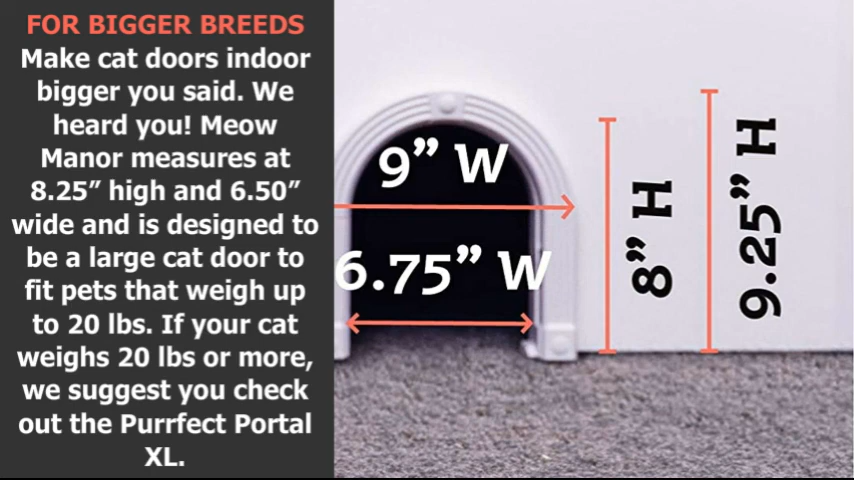 FOR BIGGER BREEDS
Make cat doors indoor
bigger you said. We
heard you! Meow
Manor measures at
8.25” high and 6.50”
wide and is designed to
be a large cat door to
fit pets that weigh up
to 20 lbs. If your cat
weighs 20 lbs or more,
we suggest you check
out the Purrfect Portal
XL.
9” W
6.75” W
8” H
9.25” H